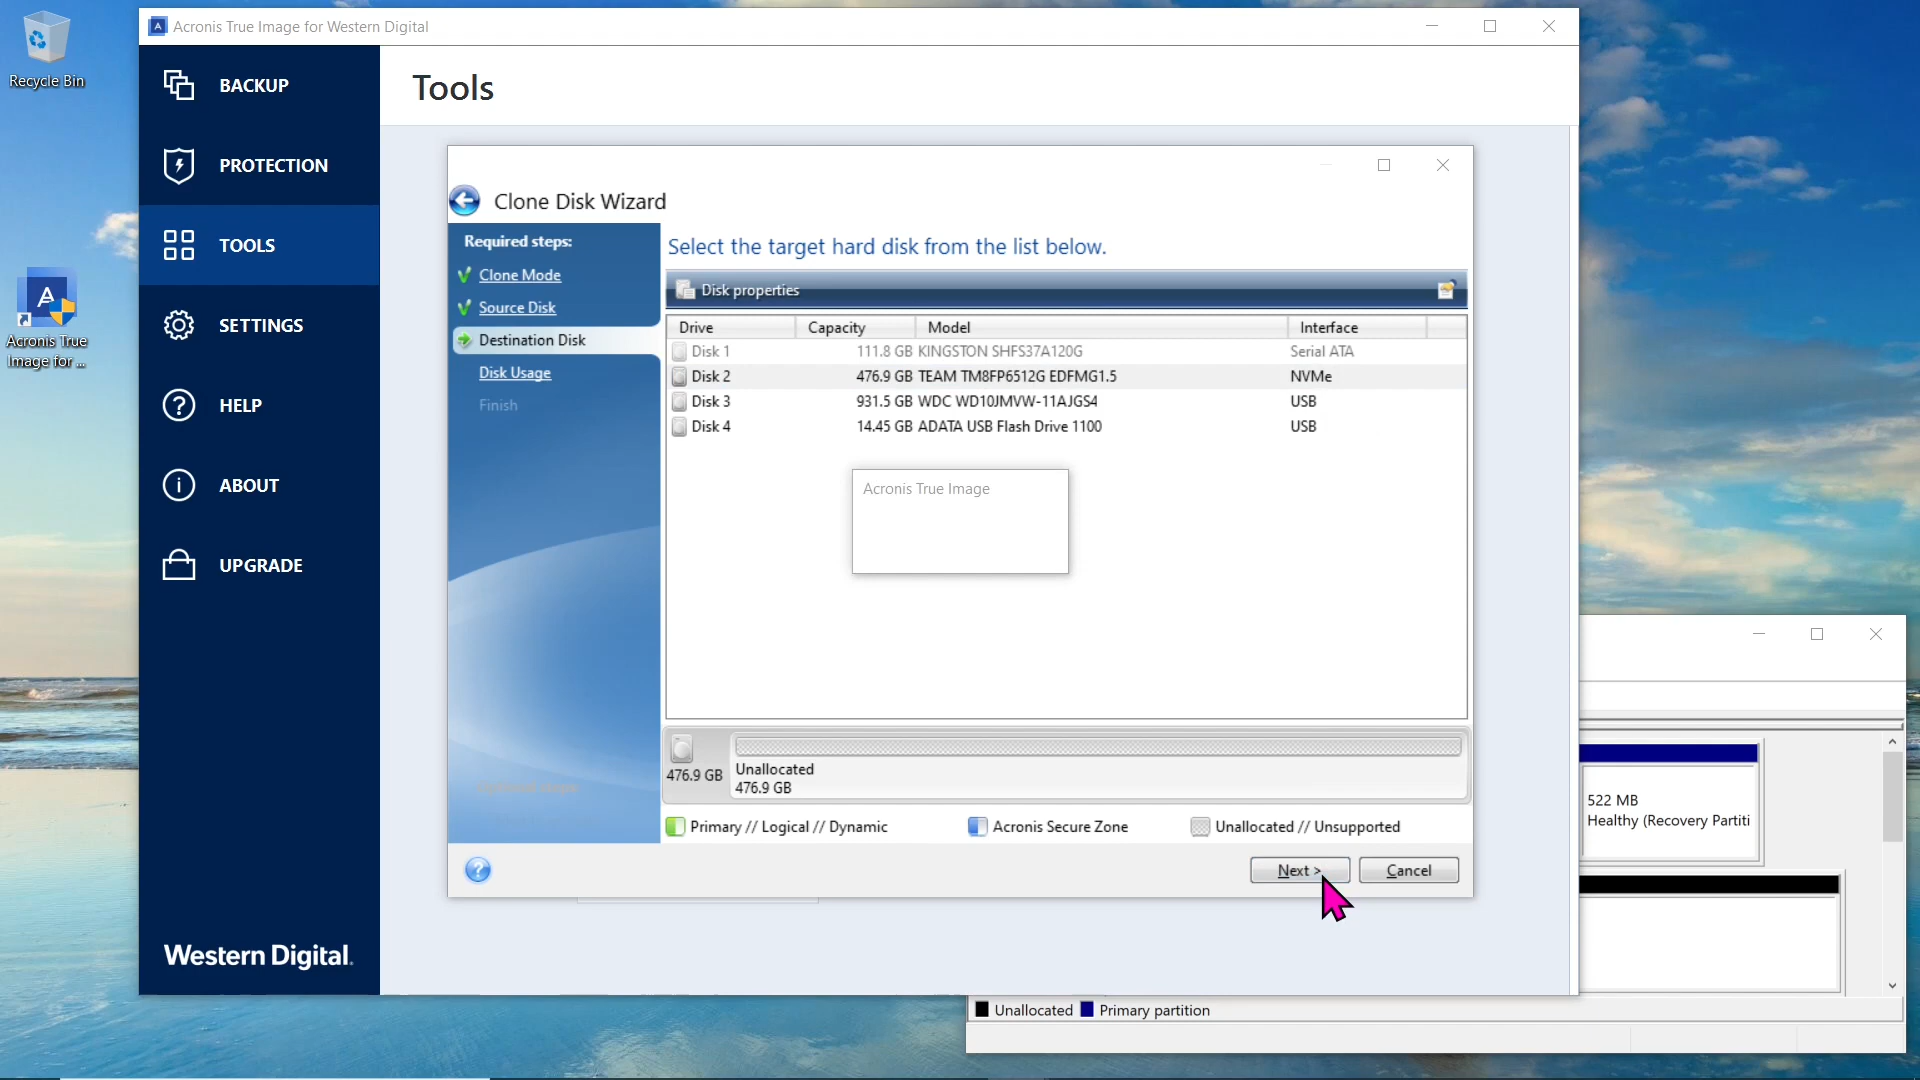 Recycle Bin
Acronis True
Image for ...
Acronis True Image for Western Digital
BACKUP
PROTECTION
TOOLS
SETTINGS
HELP
ABOUT
UPGRADE
Western Digital.
Tools
Clone Disk Wizard
Required steps:
Clone Mode
Source Disk
Destination Disk
Disk Usage
Finish
Select the target hard disk from the list below.
Disk properties
Drive Capacity Model Interface
Disk 1 111.8 GB KINGSTON SHFS37A120G Serial ATA
Disk 2 476.9 GB TEAM TM8FP6512G EDFMG1.5 NVMe
Disk 3 931.5 GB WDC WD10JMVW-11AJGS4 USB
Disk 4 14.45 GB ADATA USB Flash Drive 1100 USB
Acronis True Image
476.9 GB
Unallocated
476.9 GB
Primary // Logical // Dynamic Acronis Secure Zone Unallocated // Unsupported
Next > Cancel
522 MB
Healthy (Recovery Partiti
Unallocated Primary partition